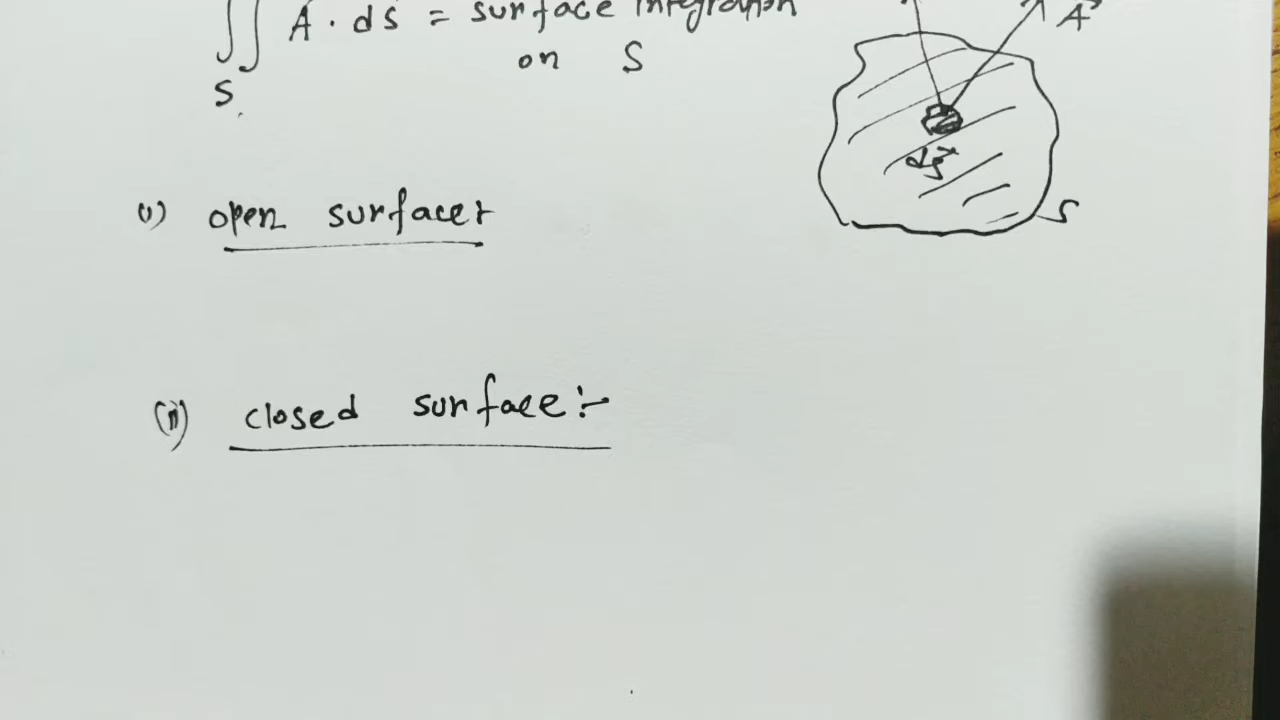 ∬ A · ds = surface integration
S
on S
A→
ds→
S
(i) open surface:-
(ii) closed surface:-